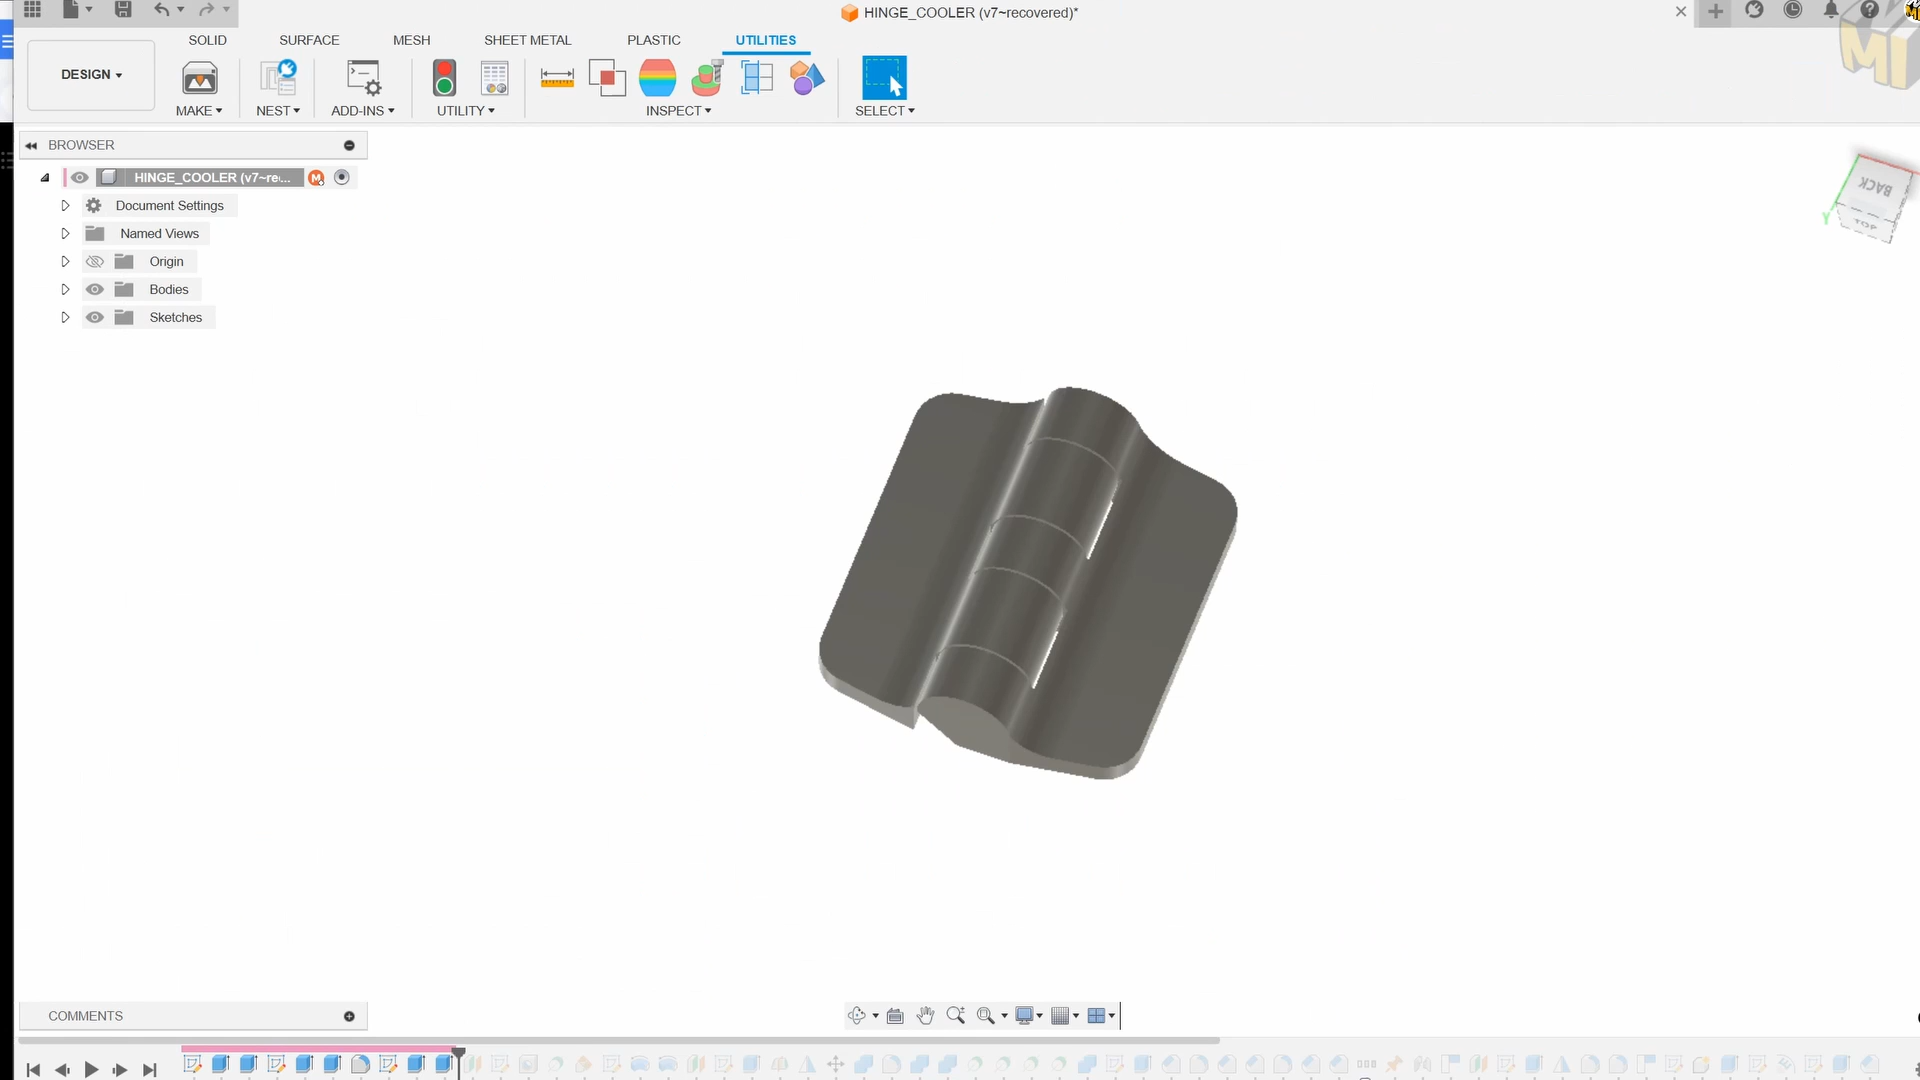 HINGE_COOLER (v7~recovered)*
SOLID SURFACE MESH SHEET METAL PLASTIC UTILITIES
DESIGN
MAKE NEST ADD-INS UTILITY INSPECT SELECT
MI
BROWSER
HINGE_COOLER (v7~re...
M
Document Settings
Named Views
Origin
Bodies
Sketches
BACK
TOP
Y
COMMENTS